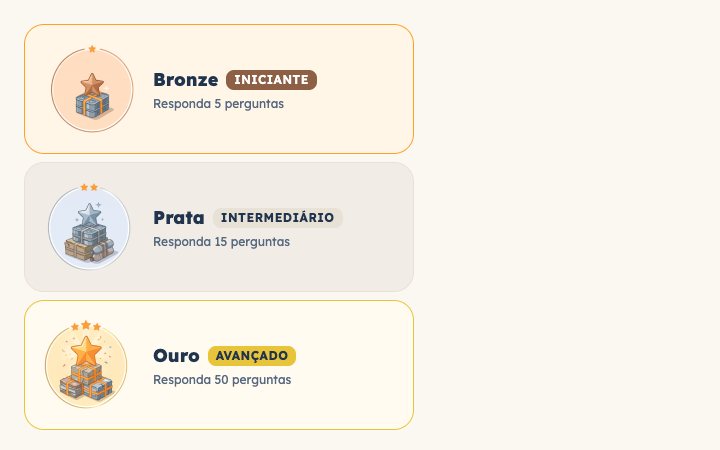 Bronze INICIANTE
Responda 5 perguntas
Prata INTERMEDIÁRIO
Responda 15 perguntas
Ouro AVANÇADO
Responda 50 perguntas